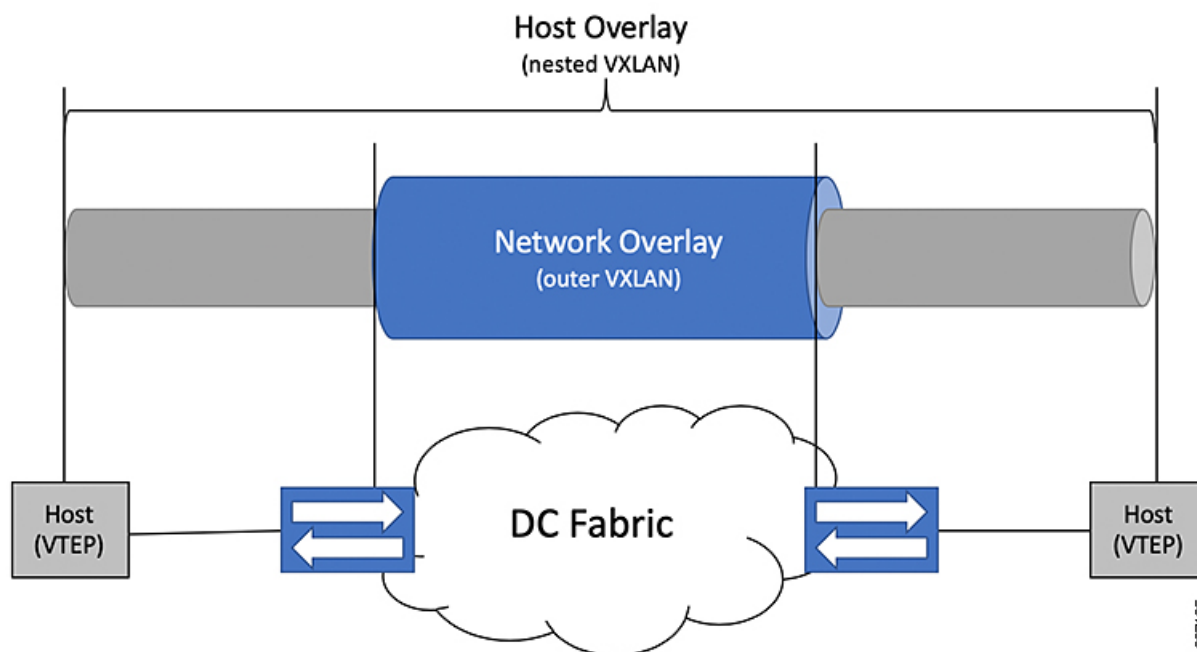 Host Overlay
(nested VXLAN)
Network Overlay
(outer VXLAN)
Host
(VTEP)
DC Fabric
Host
(VTEP)